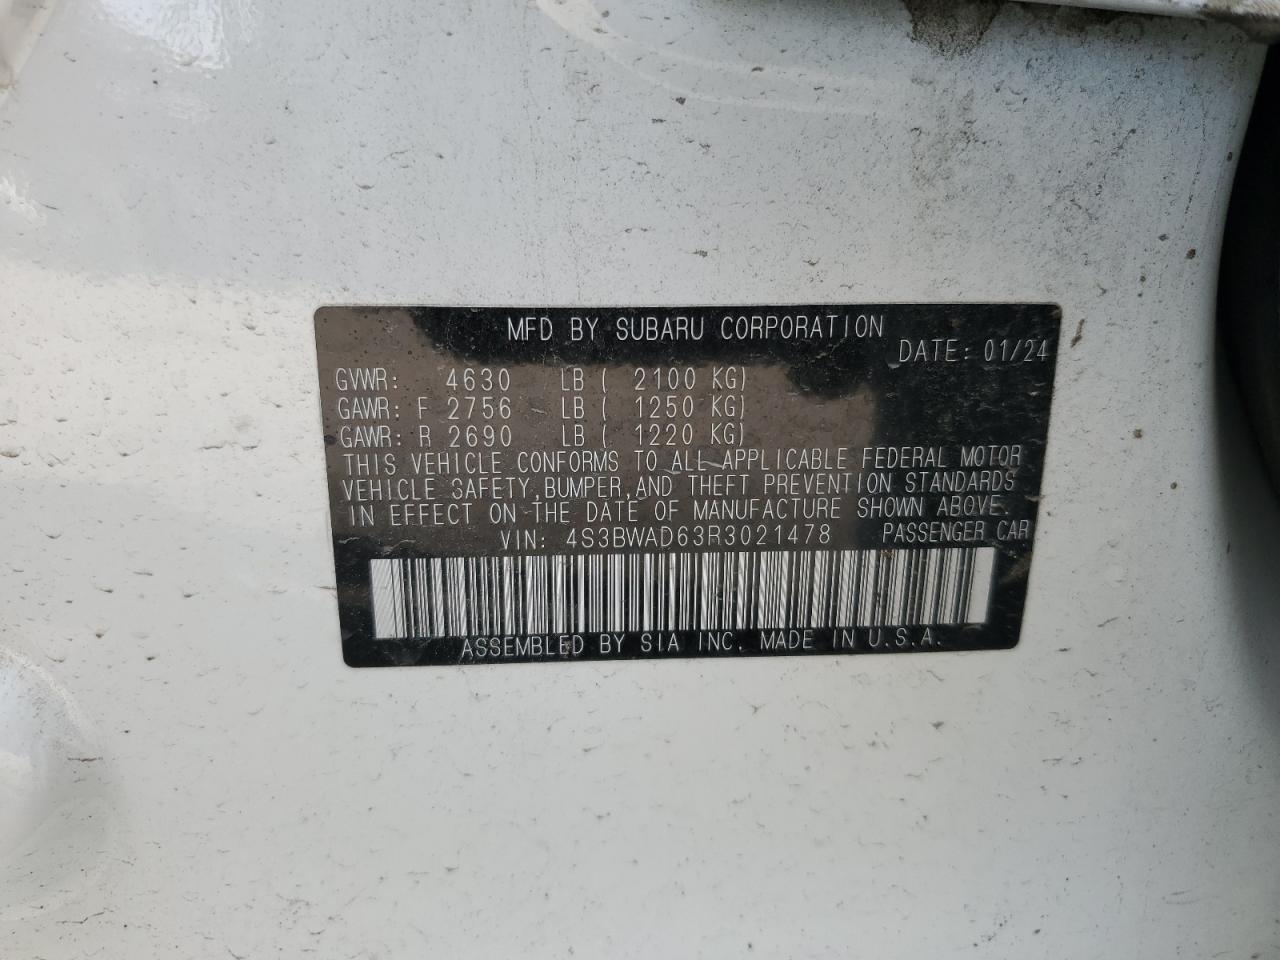 MFD BY SUBARU CORPORATION
DATE: 01/24
GVWR: 4630 LB ( 2100 KG)
GAWR: F 2756 LB ( 1250 KG)
GAWR: R 2690 LB ( 1220 KG)
THIS VEHICLE CONFORMS TO ALL APPLICABLE FEDERAL MOTOR
VEHICLE SAFETY, BUMPER, AND THEFT PREVENTION STANDARDS
IN EFFECT ON THE DATE OF MANUFACTURE SHOWN ABOVE.
VIN: 4S3BWAD63R3021478 PASSENGER CAR
ASSEMBLED BY SIA INC. MADE IN U.S.A.